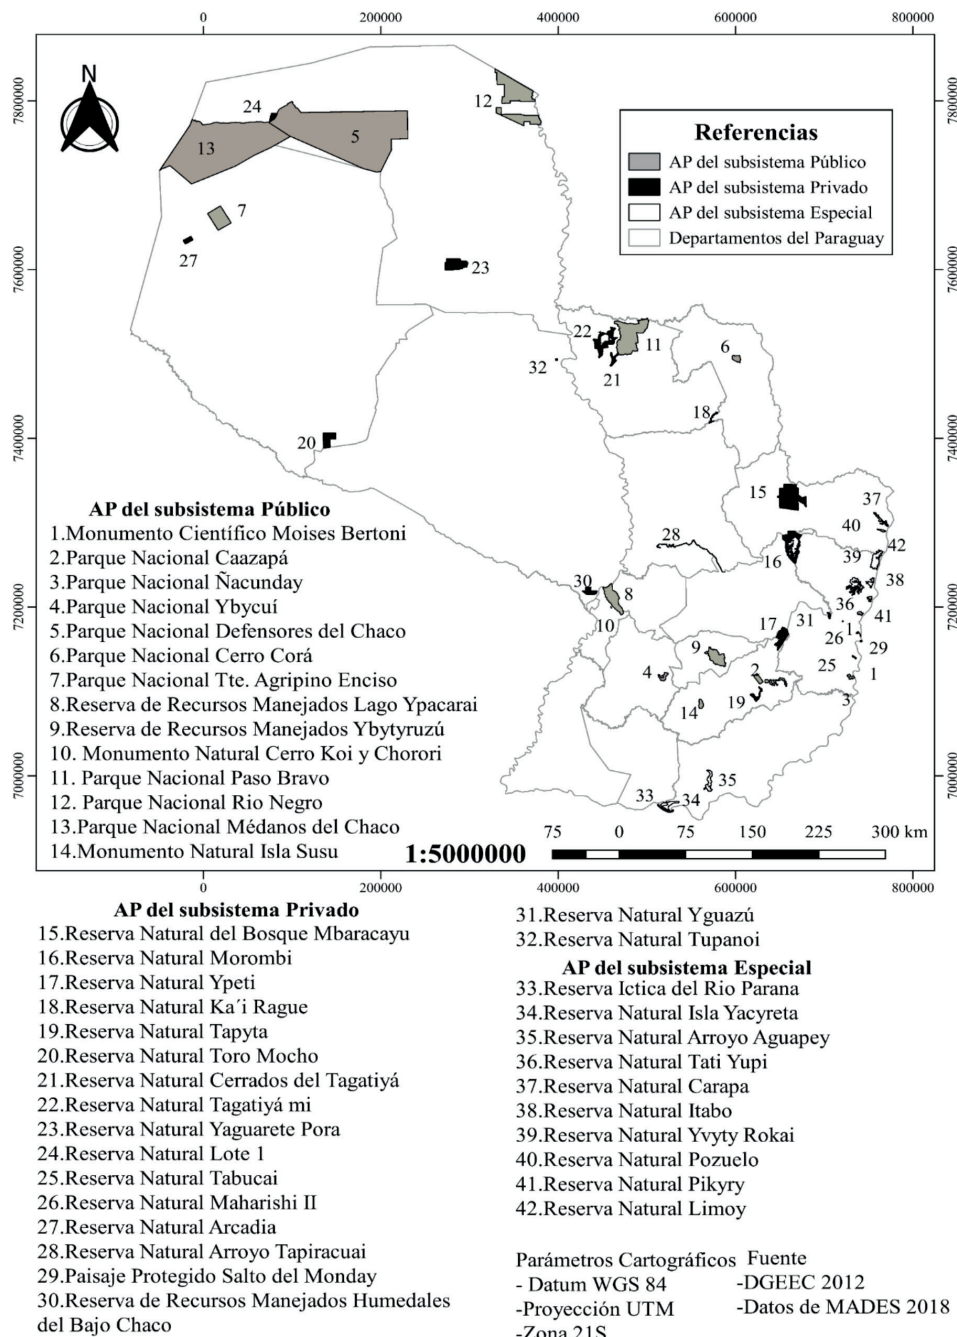 0
200000
400000
600000
800000
N
7800000
7600000
7400000
7200000
7000000
7800000
7600000
7400000
7200000
7000000
24
12
5
13
7
27
23
22
11
6
32
21
18
20
15
37
40
28
16
39
42
30
8
36
38
10
17
31
41
26
1
29
9
4
2
25
1
19
3
14
35
33
34
Referencias
AP del subsistema Público
AP del subsistema Privado
AP del subsistema Especial
Departamentos del Paraguay
AP del subsistema Público
1.Monumento Científico Moises Bertoni
2.Parque Nacional Caazapá
3.Parque Nacional Ñacunday
4.Parque Nacional Ybycuí
5.Parque Nacional Defensores del Chaco
6.Parque Nacional Cerro Corá
7.Parque Nacional Tte. Agripino Enciso
8.Reserva de Recursos Manejados Lago Ypacarai
9.Reserva de Recursos Manejados Ybytyruzú
10. Monumento Natural Cerro Koi y Chorori
11. Parque Nacional Paso Bravo
12. Parque Nacional Rio Negro
13.Parque Nacional Médanos del Chaco
14.Monumento Natural Isla Susu
1:5000000
75 0 75 150 225 300 km
0
200000
400000
600000
800000
AP del subsistema Privado
15.Reserva Natural del Bosque Mbaracayu
16.Reserva Natural Morombi
17.Reserva Natural Ypeti
18.Reserva Natural Ka´i Rague
19.Reserva Natural Tapyta
20.Reserva Natural Toro Mocho
21.Reserva Natural Cerrados del Tagatiyá
22.Reserva Natural Tagatiyá mi
23.Reserva Natural Yaguarete Pora
24.Reserva Natural Lote 1
25.Reserva Natural Tabucai
26.Reserva Natural Maharishi II
27.Reserva Natural Arcadia
28.Reserva Natural Arroyo Tapiracuai
29.Paisaje Protegido Salto del Monday
30.Reserva de Recursos Manejados Humedales
del Bajo Chaco
31.Reserva Natural Yguazú
32.Reserva Natural Tupanoi
AP del subsistema Especial
33.Reserva Ictica del Rio Parana
34.Reserva Natural Isla Yacyreta
35.Reserva Natural Arroyo Aguapey
36.Reserva Natural Tati Yupi
37.Reserva Natural Carapa
38.Reserva Natural Itabo
39.Reserva Natural Yvyty Rokai
40.Reserva Natural Pozuelo
41.Reserva Natural Pikyry
42.Reserva Natural Limoy
Parámetros Cartográficos
- Datum WGS 84
-Proyección UTM
-Zona 21S
Fuente
-DGEEC 2012
-Datos de MADES 2018